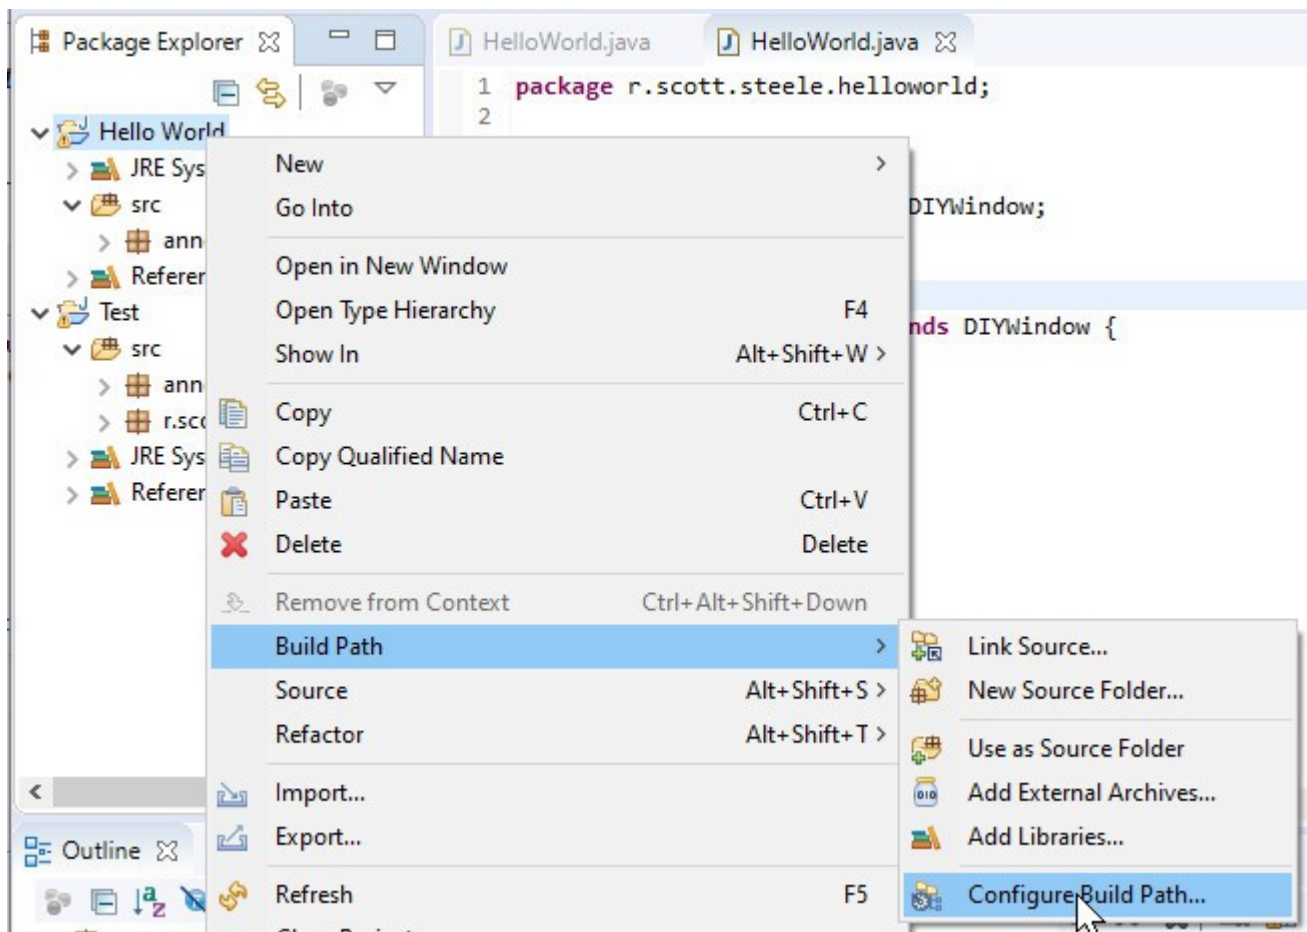 Package Explorer
HelloWorld.java
HelloWorld.java
1 package r.scott.steele.helloworld;
2
Hello World
JRE Sys
src
ann
Referen
Test
src
ann
r.sco
JRE Sys
Referen
DIYWindow;
nds DIYWindow {
New
Go Into
Open in New Window
Open Type Hierarchy F4
Show In Alt+Shift+W >
Copy Ctrl+C
Copy Qualified Name
Paste Ctrl+V
Delete Delete
Remove from Context Ctrl+Alt+Shift+Down
Build Path
Source Alt+Shift+S >
Refactor Alt+Shift+T >
Import...
Export...
Refresh F5
Link Source...
New Source Folder...
Use as Source Folder
Add External Archives...
Add Libraries...
Configure Build Path...
Outline